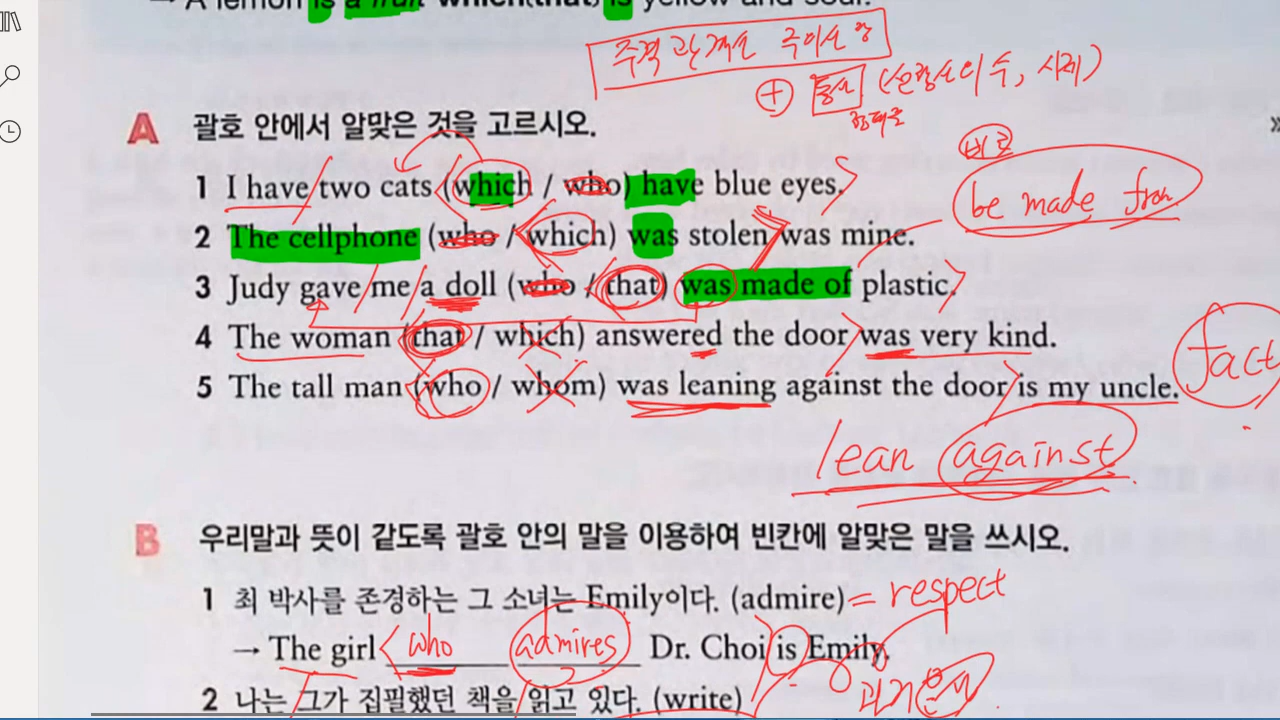 → A lemon is a fruit which(that) is yellow and sour.
주격 관계대 주어 동
+ 동사 (선행사의 수, 시제)
형태로
A 괄호 안에서 알맞은 것을 고르시오.
바로
1 I have two cats (which / who) have blue eyes.
be made from
2 The cellphone (who / which) was stolen was mine.
3 Judy gave me a doll (who / that) was made of plastic.
4 The woman (that / which) answered the door was very kind.
fact
5 The tall man (who / whom) was leaning against the door is my uncle.
lean against
B 우리말과 뜻이 같도록 괄호 안의 말을 이용하여 빈칸에 알맞은 말을 쓰시오.
1 최 박사를 존경하는 그 소녀는 Emily이다. (admire) = respect
→ The girl who admires Dr. Choi is Emily.
2 나는 그가 집필했던 책을 읽고 있다. (write)